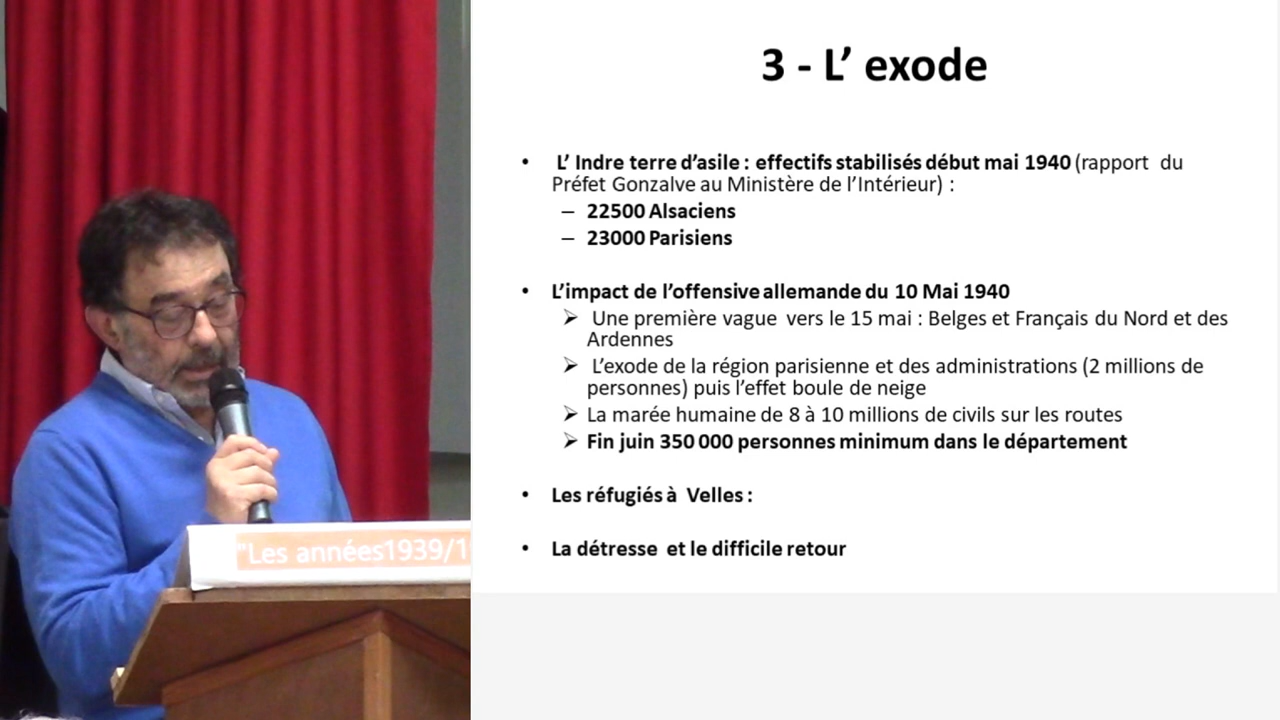 3 - L’ exode
• L’ Indre terre d’asile : effectifs stabilisés début mai 1940 (rapport du
Préfet Gonzalve au Ministère de l’Intérieur) :
– 22500 Alsaciens
– 23000 Parisiens
• L’impact de l’offensive allemande du 10 Mai 1940
➢ Une première vague vers le 15 mai : Belges et Français du Nord et des
Ardennes
➢ L’exode de la région parisienne et des administrations (2 millions de
personnes) puis l’effet boule de neige
➢ La marée humaine de 8 à 10 millions de civils sur les routes
➢ Fin juin 350 000 personnes minimum dans le département
• Les réfugiés à Velles :
• La détresse et le difficile retour
"Les années1939/1